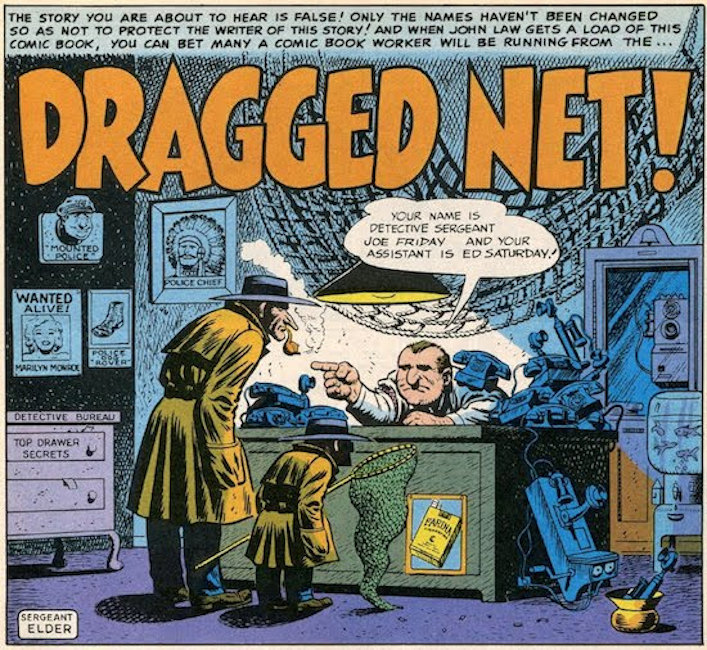 THE STORY YOU ARE ABOUT TO HEAR IS FALSE! ONLY THE NAMES HAVEN'T BEEN CHANGED
SO AS NOT TO PROTECT THE WRITER OF THIS STORY! AND WHEN JOHN LAW GETS A LOAD OF THIS
COMIC BOOK, YOU CAN BET MANY A COMIC BOOK WORKER WILL BE RUNNING FROM THE ...
DRAGGED NET!
YOUR NAME IS
DETECTIVE SERGEANT
JOE FRIDAY AND YOUR
ASSISTANT IS ED SATURDAY!
MOUNTED
POLICE
POLICE CHIEF
WANTED
ALIVE!
MARILYN MONROE
POLICE
DOG
"ROVER"
DETECTIVE BUREAU
TOP DRAWER
SECRETS
FARINA
SERGEANT
ELDER